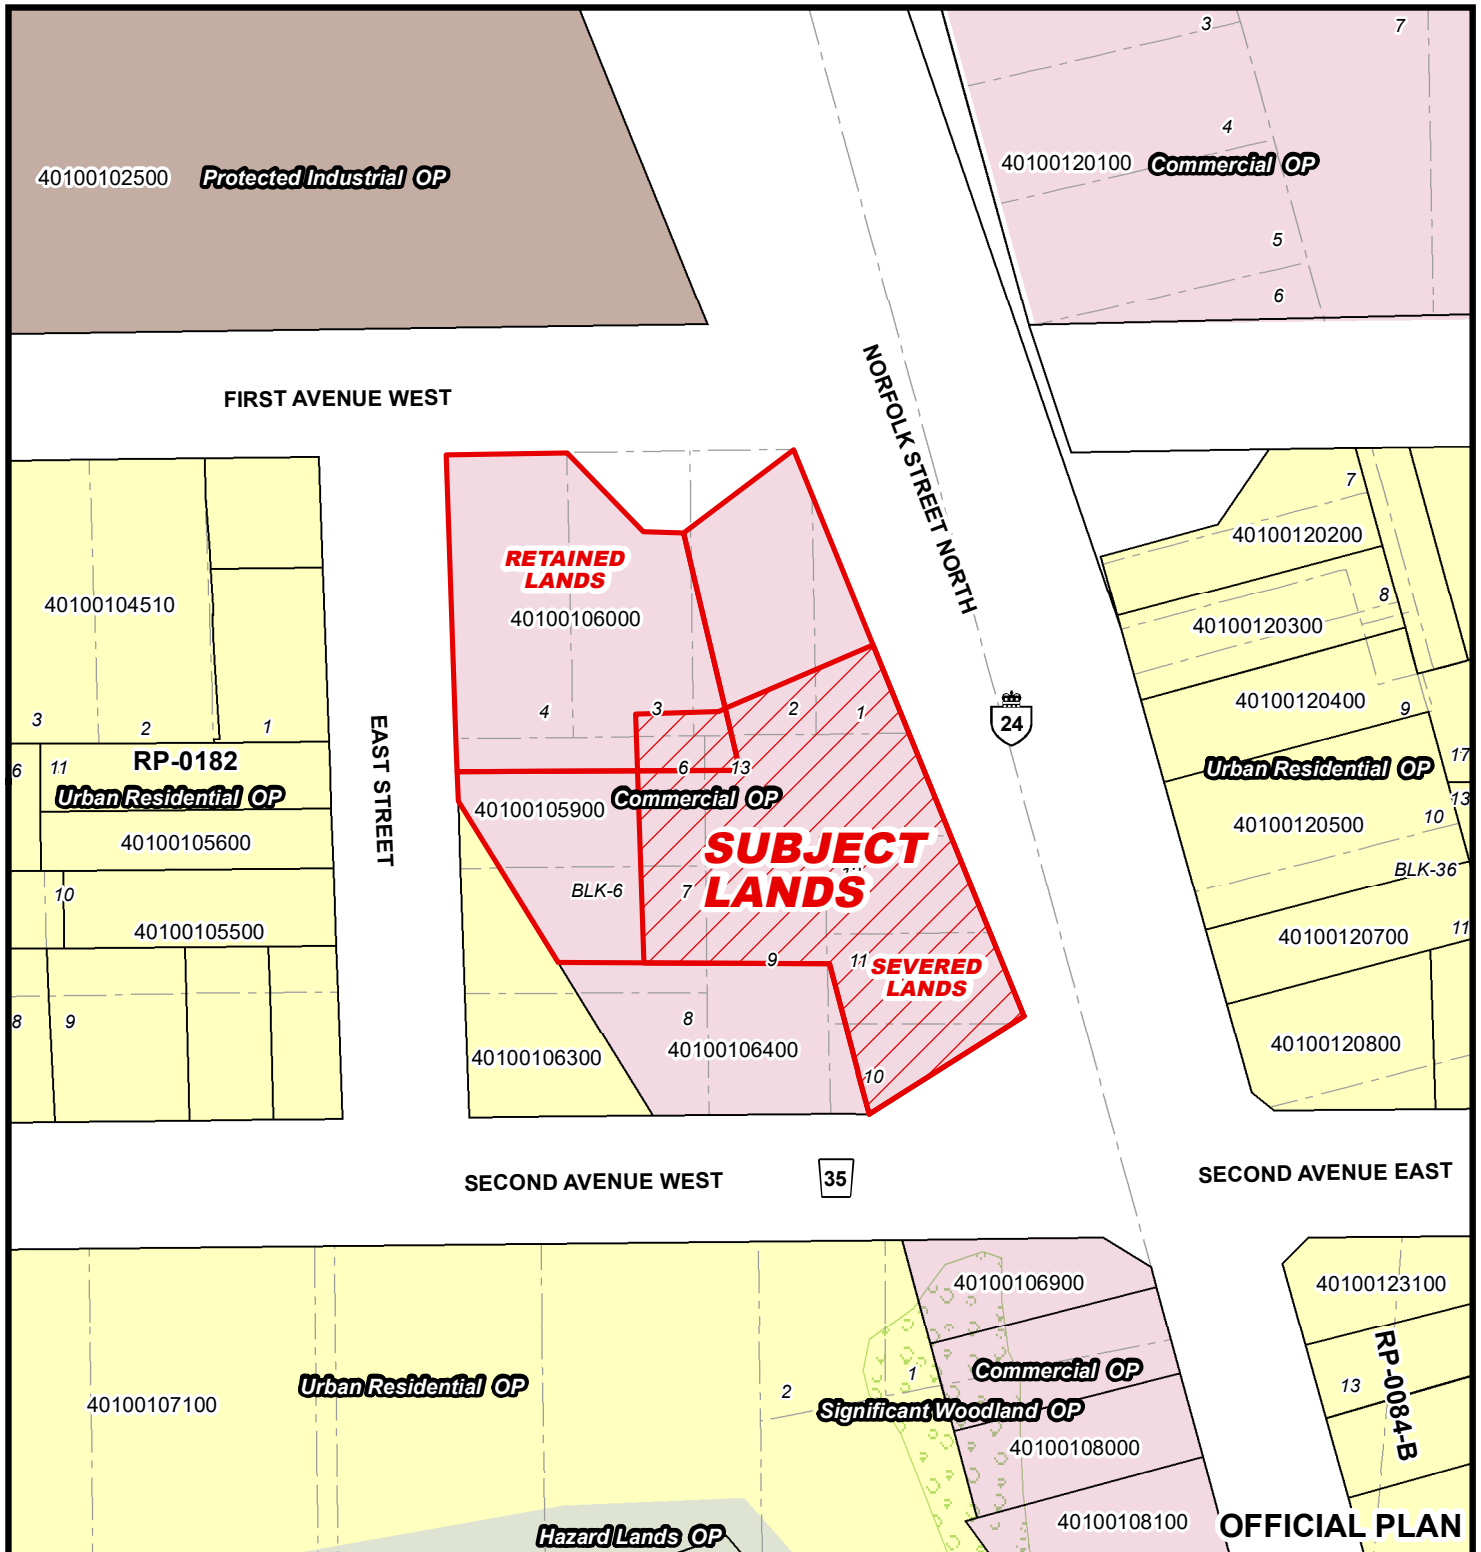 3
7
4
40100102500
Protected Industrial OP
40100120100
Commercial OP
5
6
FIRST AVENUE WEST
NORFOLK STREET NORTH
7
40100120200
RETAINED
LANDS
40100104510
40100106000
8
40100120300
40100120400
9
3
2
1
4
3
2
1
24
EAST STREET
RP-0182
6
11
6
13
17
Urban Residential OP
Urban Residential OP
40100105900
Commercial OP
13
10
40100120500
40100105600
SUBJECT
LANDS
BLK-36
BLK-6
7
10
40100105500
40100120700
11
9
11
SEVERED
LANDS
8
9
8
40100106300
40100106400
40100120800
10
SECOND AVENUE WEST
35
SECOND AVENUE EAST
40100106900
40100123100
Urban Residential OP
1
Commercial OP
13
RP-0084-B
2
40100107100
Significant Woodland OP
40100108000
40100108100
OFFICIAL PLAN
Hazard Lands OP